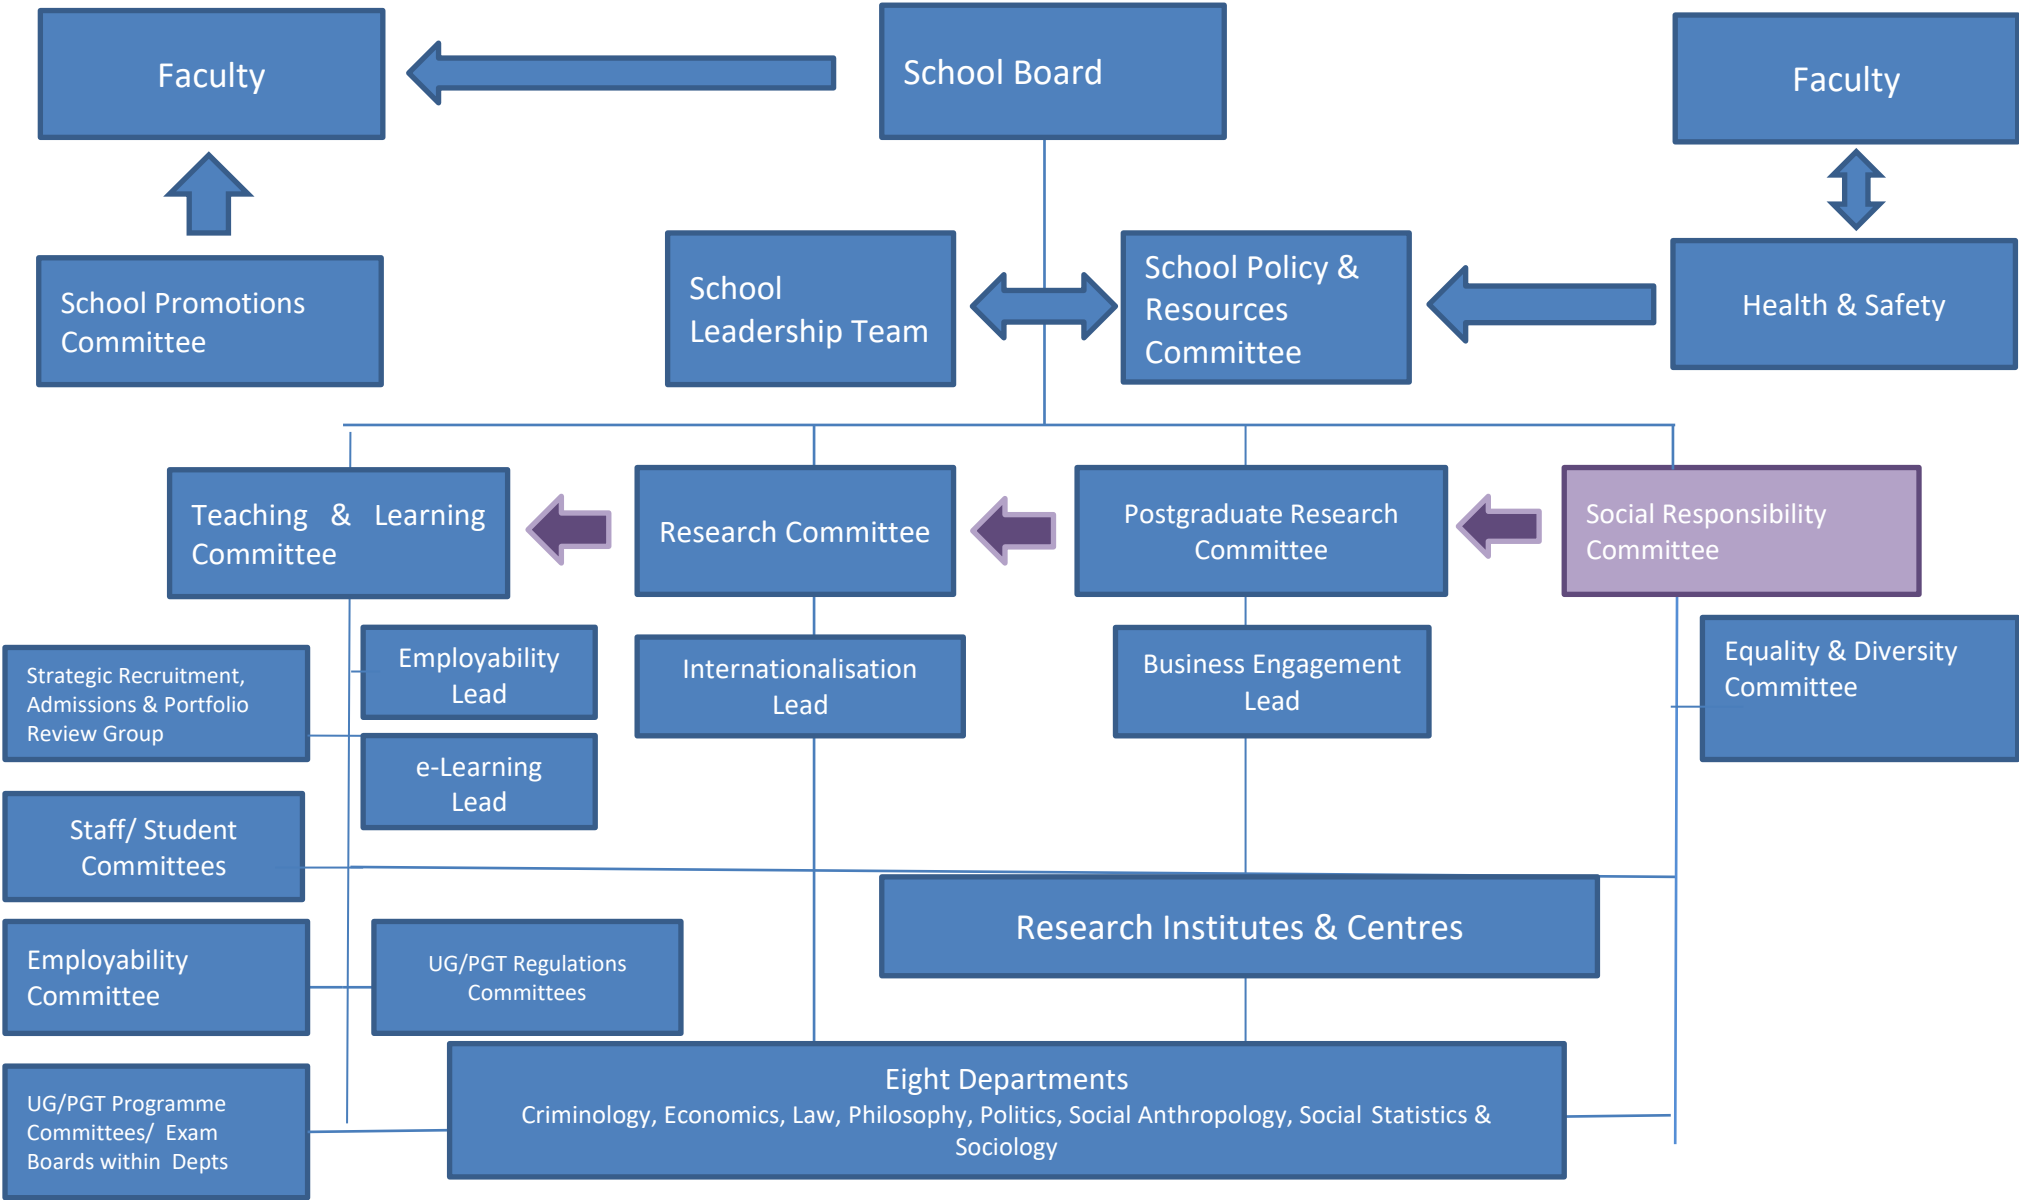 Faculty
School Board
Faculty
School Promotions
Committee
School
Leadership Team
School Policy &
Resources
Committee
Health & Safety
Teaching & Learning
Committee
Research Committee
Postgraduate Research
Committee
Social Responsibility
Committee
Strategic Recruitment,
Admissions & Portfolio
Review Group
Employability
Lead
Internationalisation
Lead
Business Engagement
Lead
Equality & Diversity
Committee
e-Learning
Lead
Staff/ Student
Committees
Research Institutes & Centres
Employability
Committee
UG/PGT Regulations
Committees
UG/PGT Programme
Committees/ Exam
Boards within Depts
Eight Departments
Criminology, Economics, Law, Philosophy, Politics, Social Anthropology, Social Statistics &
Sociology